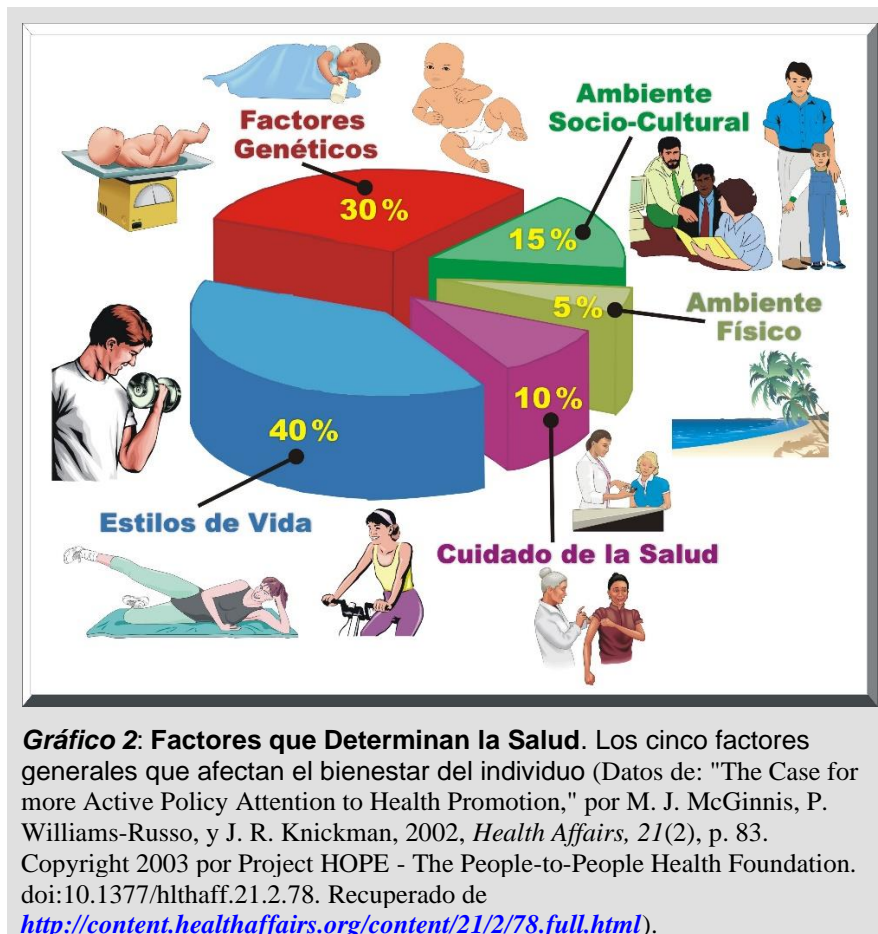 Factores
Genéticos
30%
Ambiente
Socio-Cultural
15%
5%
Ambiente
Físico
10%
40%
Estilos de Vida
Cuidado de la Salud
Gráfico 2: Factores que Determinan la Salud. Los cinco factores
generales que afectan el bienestar del individuo (Datos de: "The Case for
more Active Policy Attention to Health Promotion," por M. J. McGinnis, P.
Williams-Russo, y J. R. Knickman, 2002, Health Affairs, 21(2), p. 83.
Copyright 2003 por Project HOPE - The People-to-People Health Foundation.
doi:10.1377/hlthaff.21.2.78. Recuperado de
http://content.healthaffairs.org/content/21/2/78.full.html).